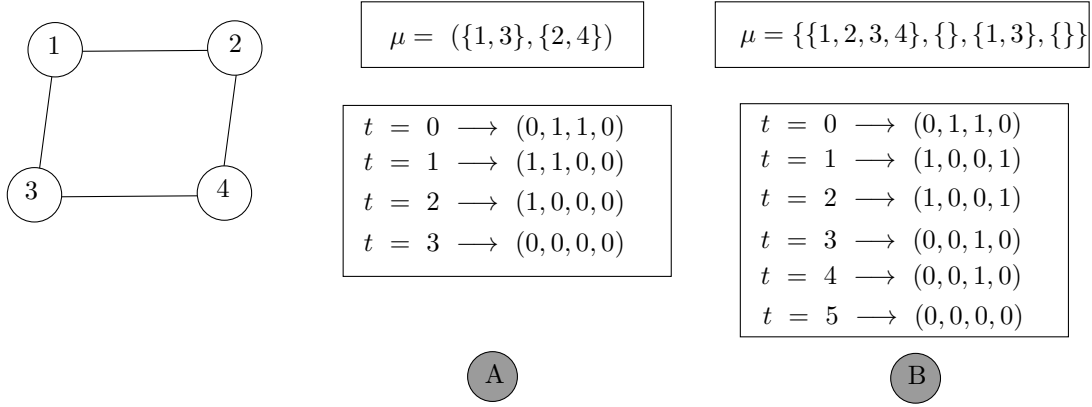 1
2
3
4
μ = ({1, 3}, {2, 4})
t = 0 ⟶ (0, 1, 1, 0)
t = 1 ⟶ (1, 1, 0, 0)
t = 2 ⟶ (1, 0, 0, 0)
t = 3 ⟶ (0, 0, 0, 0)
A
μ = {{1, 2, 3, 4}, {}, {1, 3}, {}}
t = 0 ⟶ (0, 1, 1, 0)
t = 1 ⟶ (1, 0, 0, 1)
t = 2 ⟶ (1, 0, 0, 1)
t = 3 ⟶ (0, 0, 1, 0)
t = 4 ⟶ (0, 0, 1, 0)
t = 5 ⟶ (0, 0, 0, 0)
B